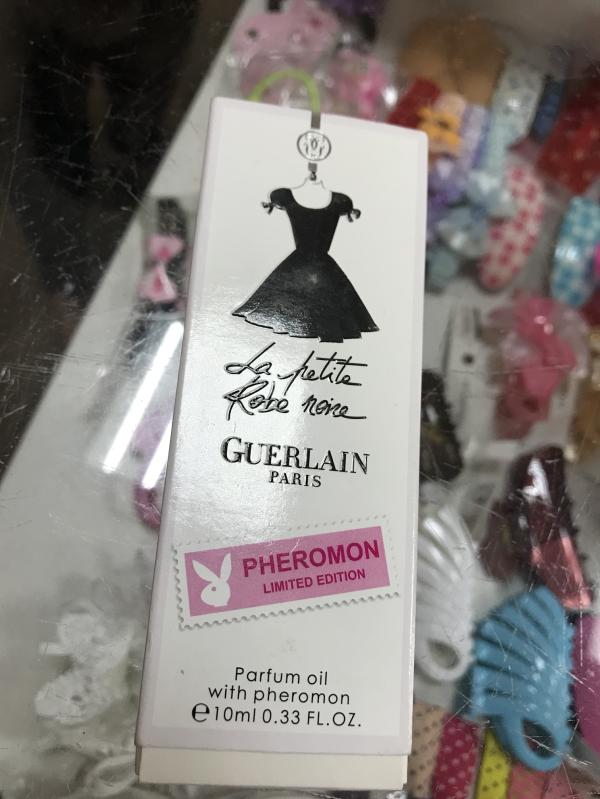 La petite
Robe noire
GUERLAIN
PARIS
PHEROMON
LIMITED EDITION
Parfum oil
with pheromon
℮10ml 0.33 FL.OZ.